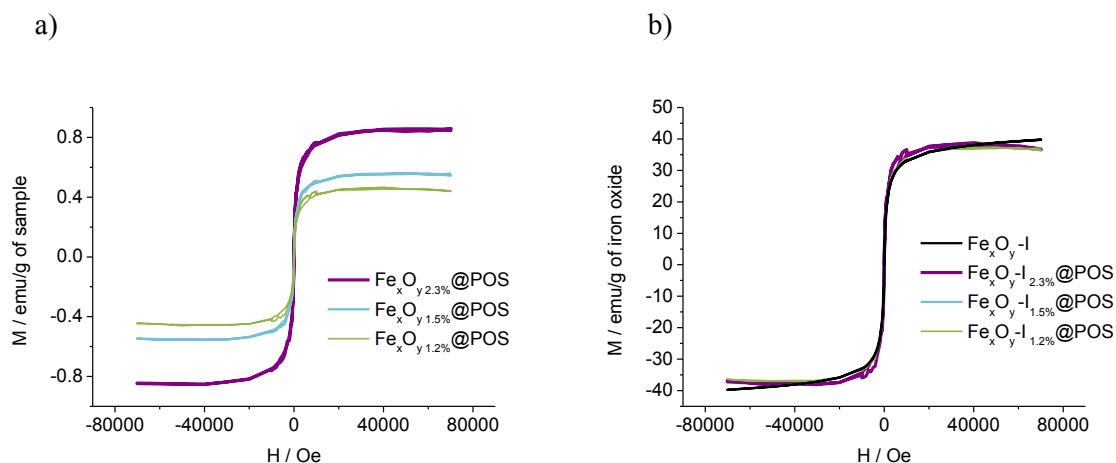 a)
M / emu/g of sample
0.8
0.4
0.0
-0.4
-0.8
-80000 -40000 0 40000 80000
H / Oe
FexOy 2.3%@POS
FexOy 1.5%@POS
FexOy 1.2%@POS
b)
M / emu/g of iron oxide
50
40
30
20
10
0
-10
-20
-30
-40
-80000 -40000 0 40000 80000
H / Oe
FexOy-I
FexOy-I 2.3%@POS
FexOy-I 1.5%@POS
FexOy-I 1.2%@POS